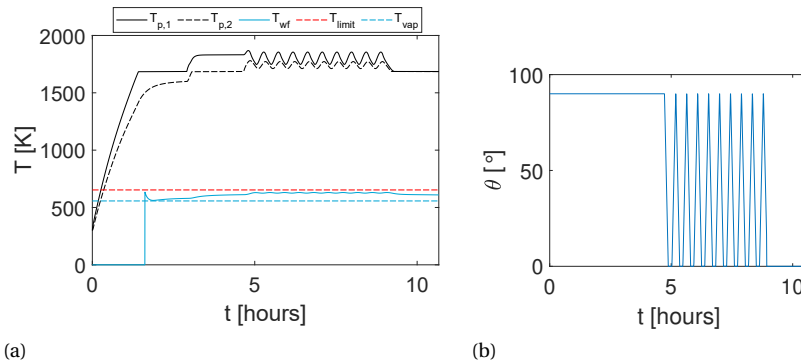 T_p,1 T_p,2 T_wf T_limit T_vap
2000
1500
1000
500
0
T [K]
0 5 10
t [hours]
(a)
100
50
0
θ [°]
0 5 10
t [hours]
(b)